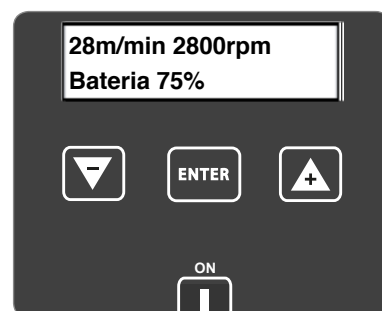 28m/min 2800rpm
Bateria 75%
-
ENTER
+
ON
I